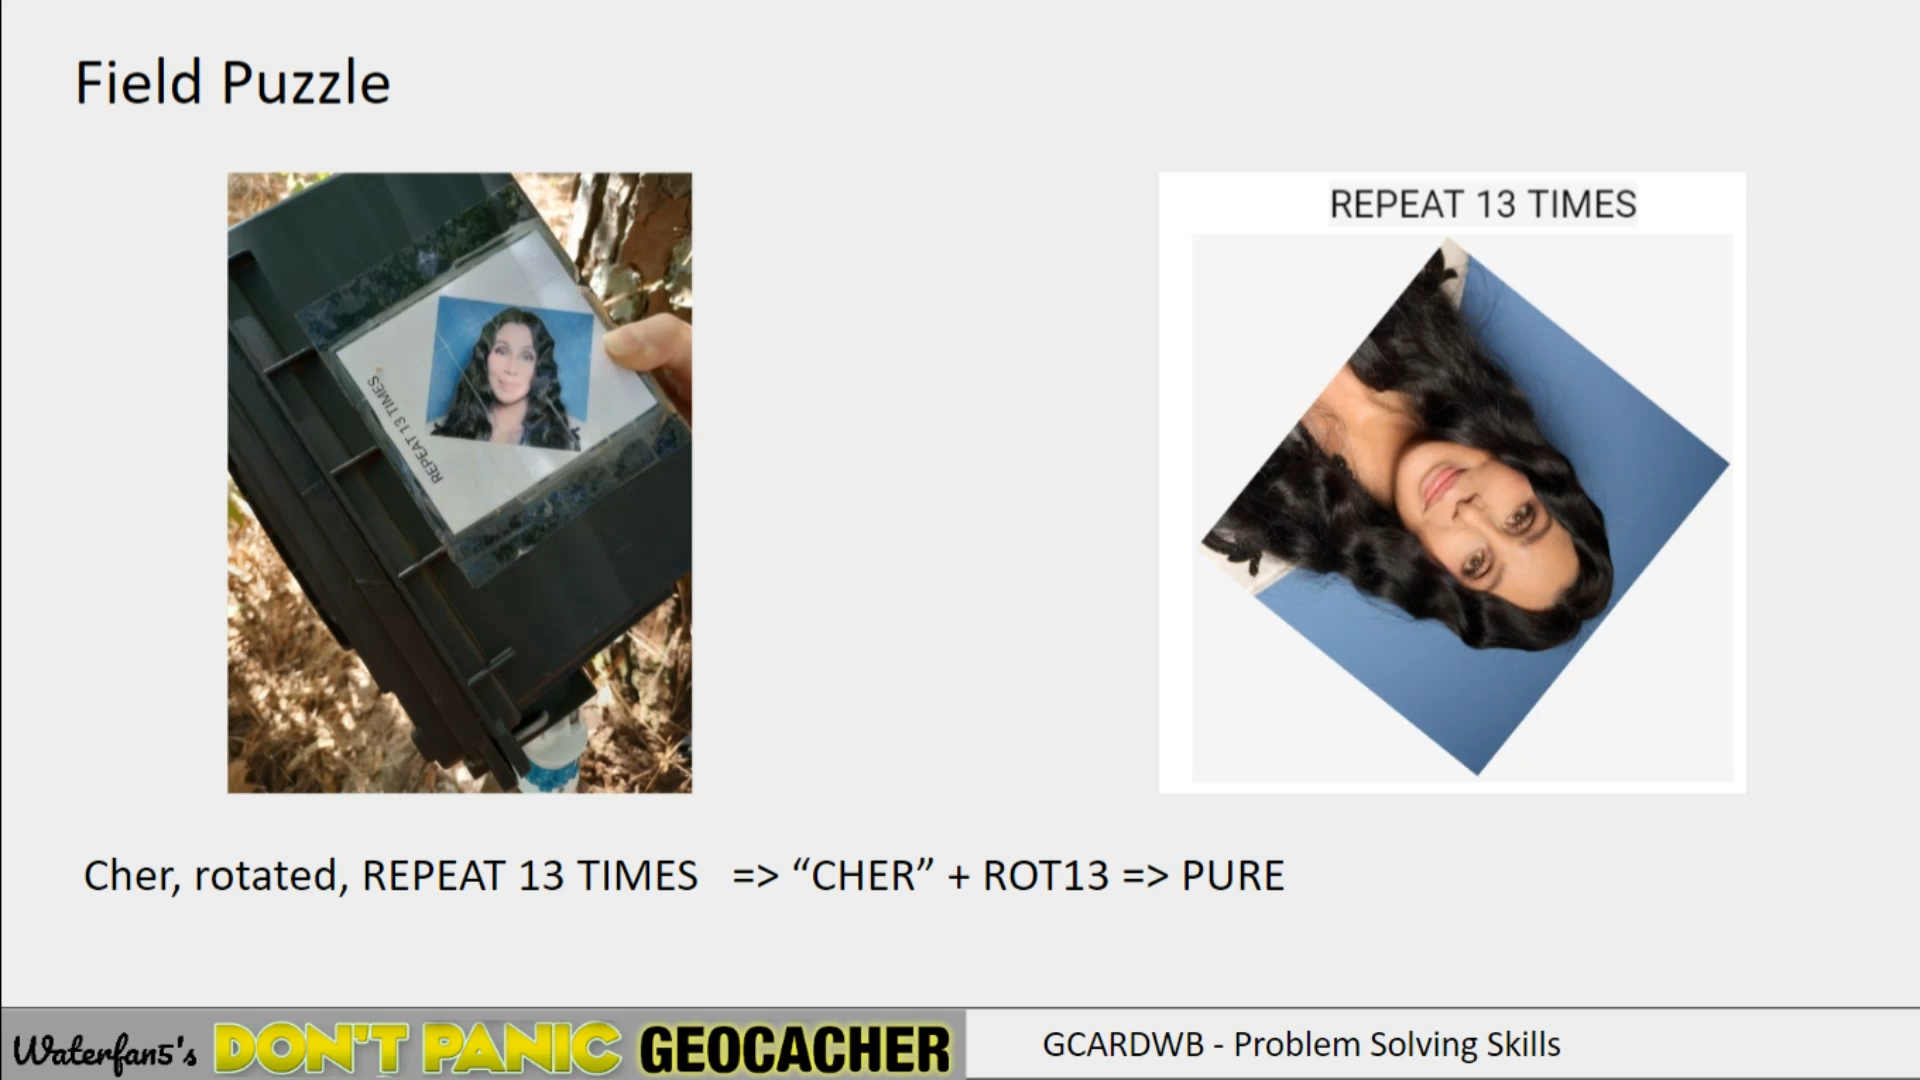 Field Puzzle
REPEAT 13 TIMES
REPEAT 13 TIMES
Cher, rotated, REPEAT 13 TIMES => “CHER” + ROT13 => PURE
Waterfan5's DON'T PANIC GEOCACHER
GCARDWB - Problem Solving Skills